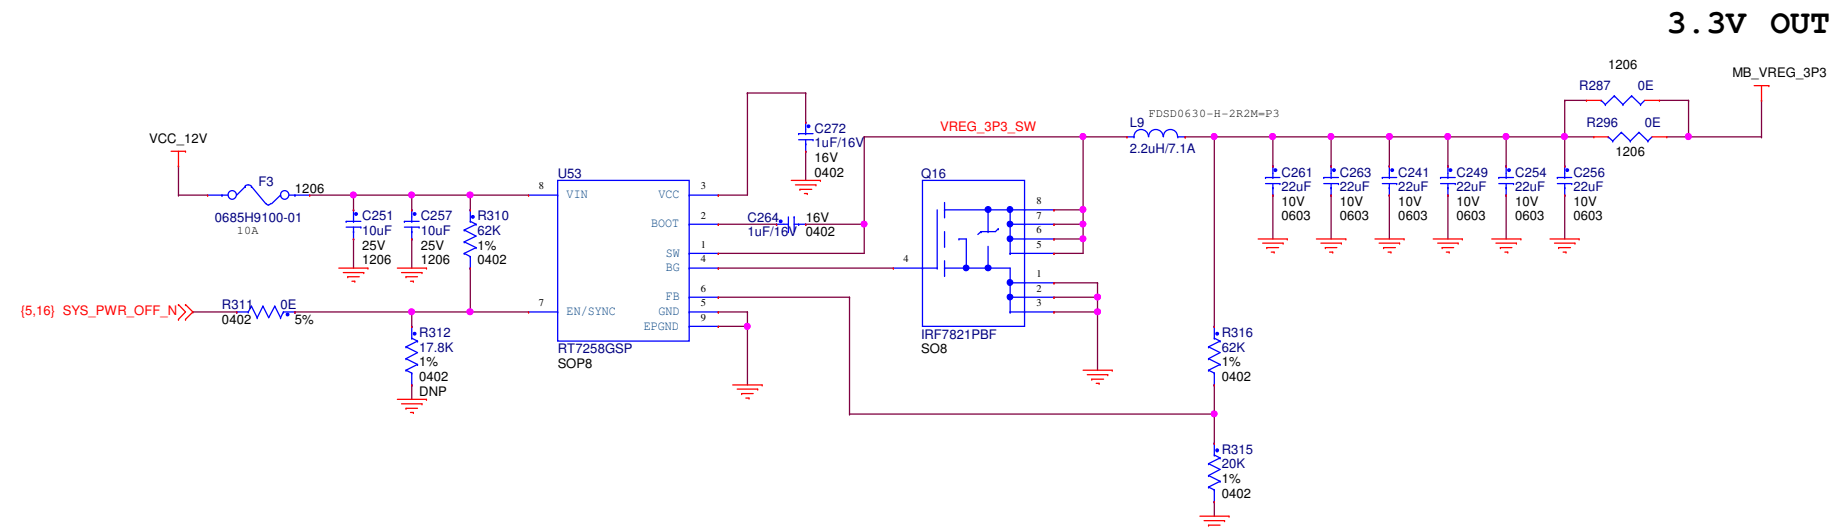 3.3V OUT
1206
R287 0E
MB_VREG_3P3
FDSD0630-H-2R2M=P3
VREG_3P3_SW
L9
2.2uH/7.1A
R296 0E
1206
VCC_12V
C272
1uF/16V
16V
0402
F3
1206
0685H9100-01
10A
C251
10uF
25V
1206
C257
10uF
25V
1206
R310
62K
1%
0402
U53
8 VIN
VCC 3
BOOT 2
SW 1
BG 4
FB 6
GND 5
EPGND 9
7 EN/SYNC
RT7258GSP
SOP8
C264
1uF/16V
16V
0402
Q16
4
8
7
6
5
1
2
3
IRF7821PBF
SO8
C261
22uF
10V
0603
C263
22uF
10V
0603
C241
22uF
10V
0603
C249
22uF
10V
0603
C254
22uF
10V
0603
C256
22uF
10V
0603
{5,16} SYS_PWR_OFF_N
R311 0E
0402 5%
R312
17.8K
1%
0402
DNP
R316
62K
1%
0402
R315
20K
1%
0402